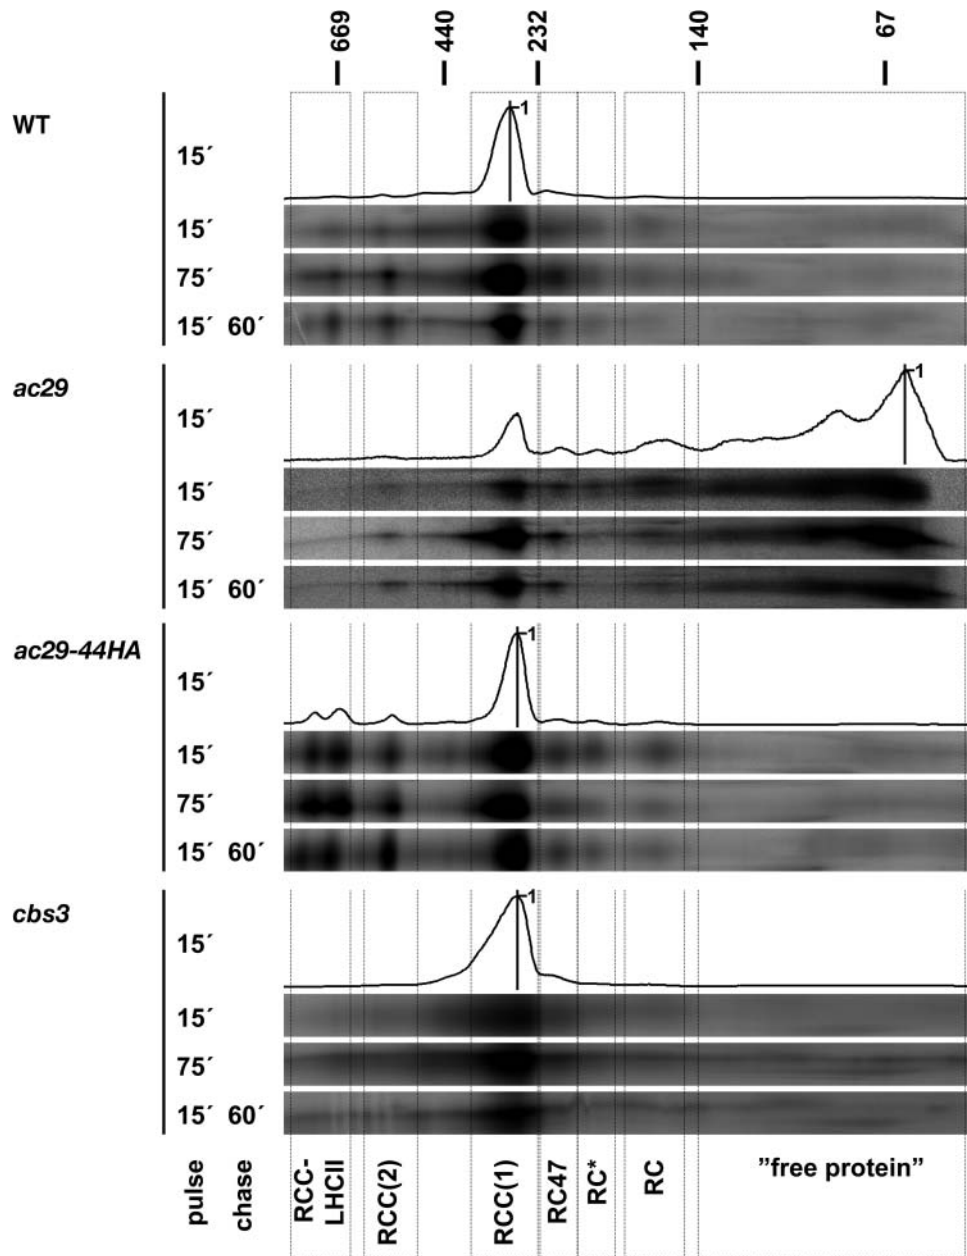 669
440
232
140
67
WT
15´
1
15´
75´
15´ 60´
ac29
15´
1
15´
75´
15´ 60´
ac29-44HA
15´
1
15´
75´
15´ 60´
cbs3
15´
1
15´
75´
15´ 60´
pulse
chase
RCC-
LHCII
RCC(2)
RCC(1)
RC47
RC*
RC
”free protein”